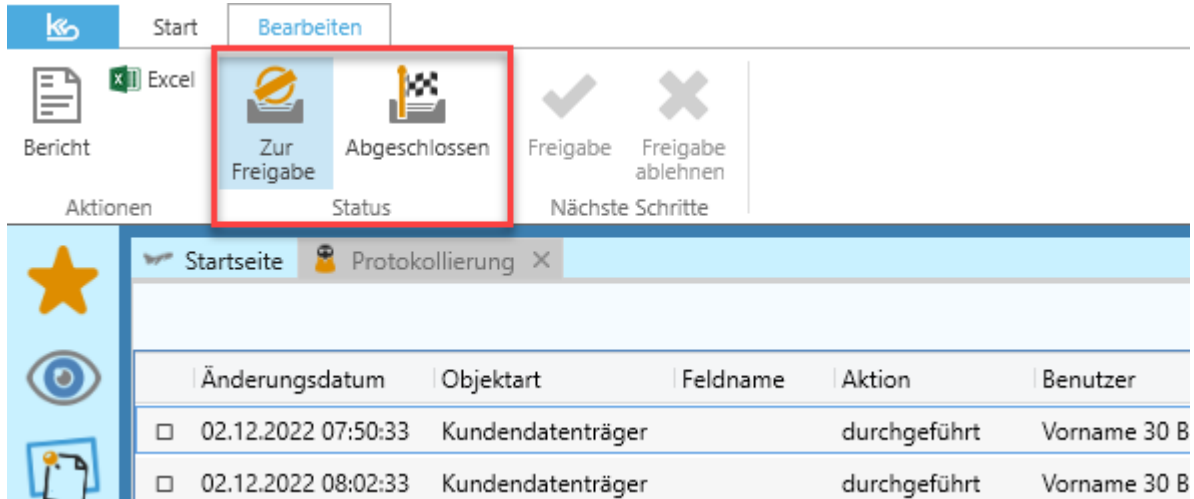 Start Bearbeiten
Excel
Bericht
Zur
Freigabe
Abgeschlossen
Freigabe
Freigabe
ablehnen
Aktionen Status Nächste Schritte
Startseite Protokollierung
Änderungsdatum Objektart Feldname Aktion Benutzer
02.12.2022 07:50:33 Kundendatenträger durchgeführt Vorname 30 B
02.12.2022 08:02:33 Kundendatenträger durchgeführt Vorname 30 B